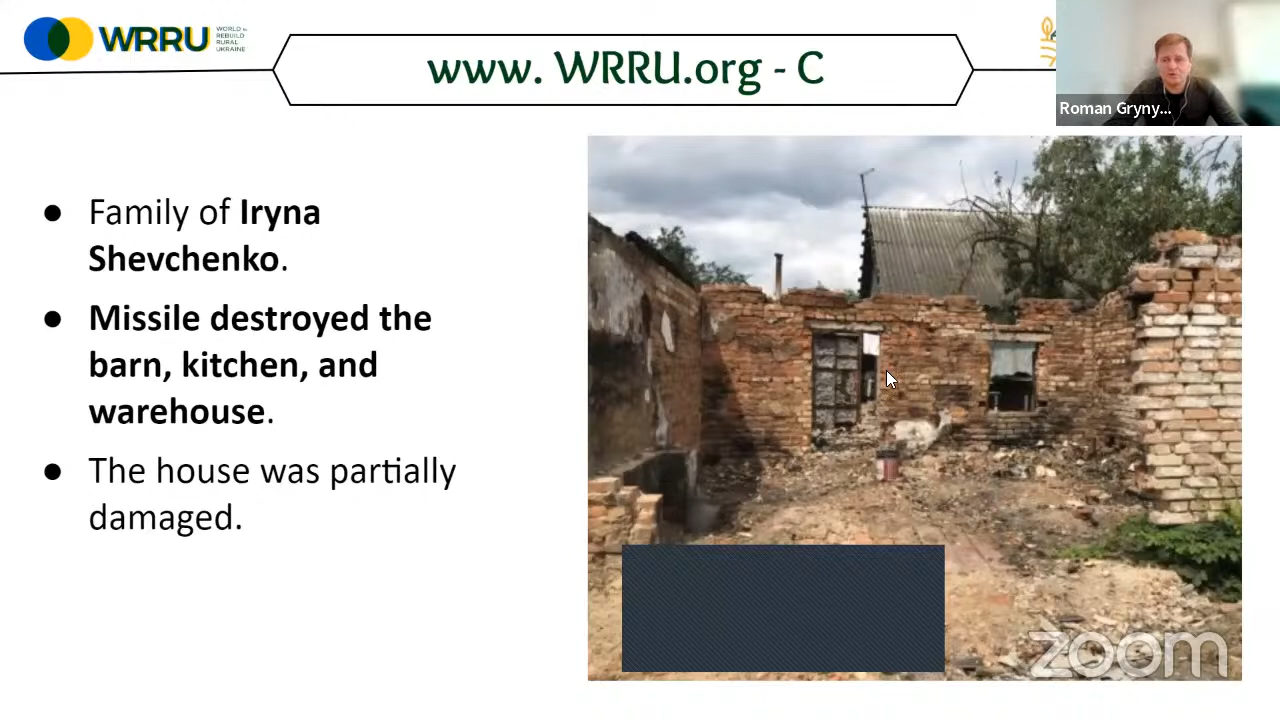 WRRU
WORLD to
REBUILD
RURAL
UKRAINE
www. WRRU.org - C
Roman Gryny...
● Family of Iryna
Shevchenko.
● Missile destroyed the
barn, kitchen, and
warehouse.
● The house was partially
damaged.
zoom